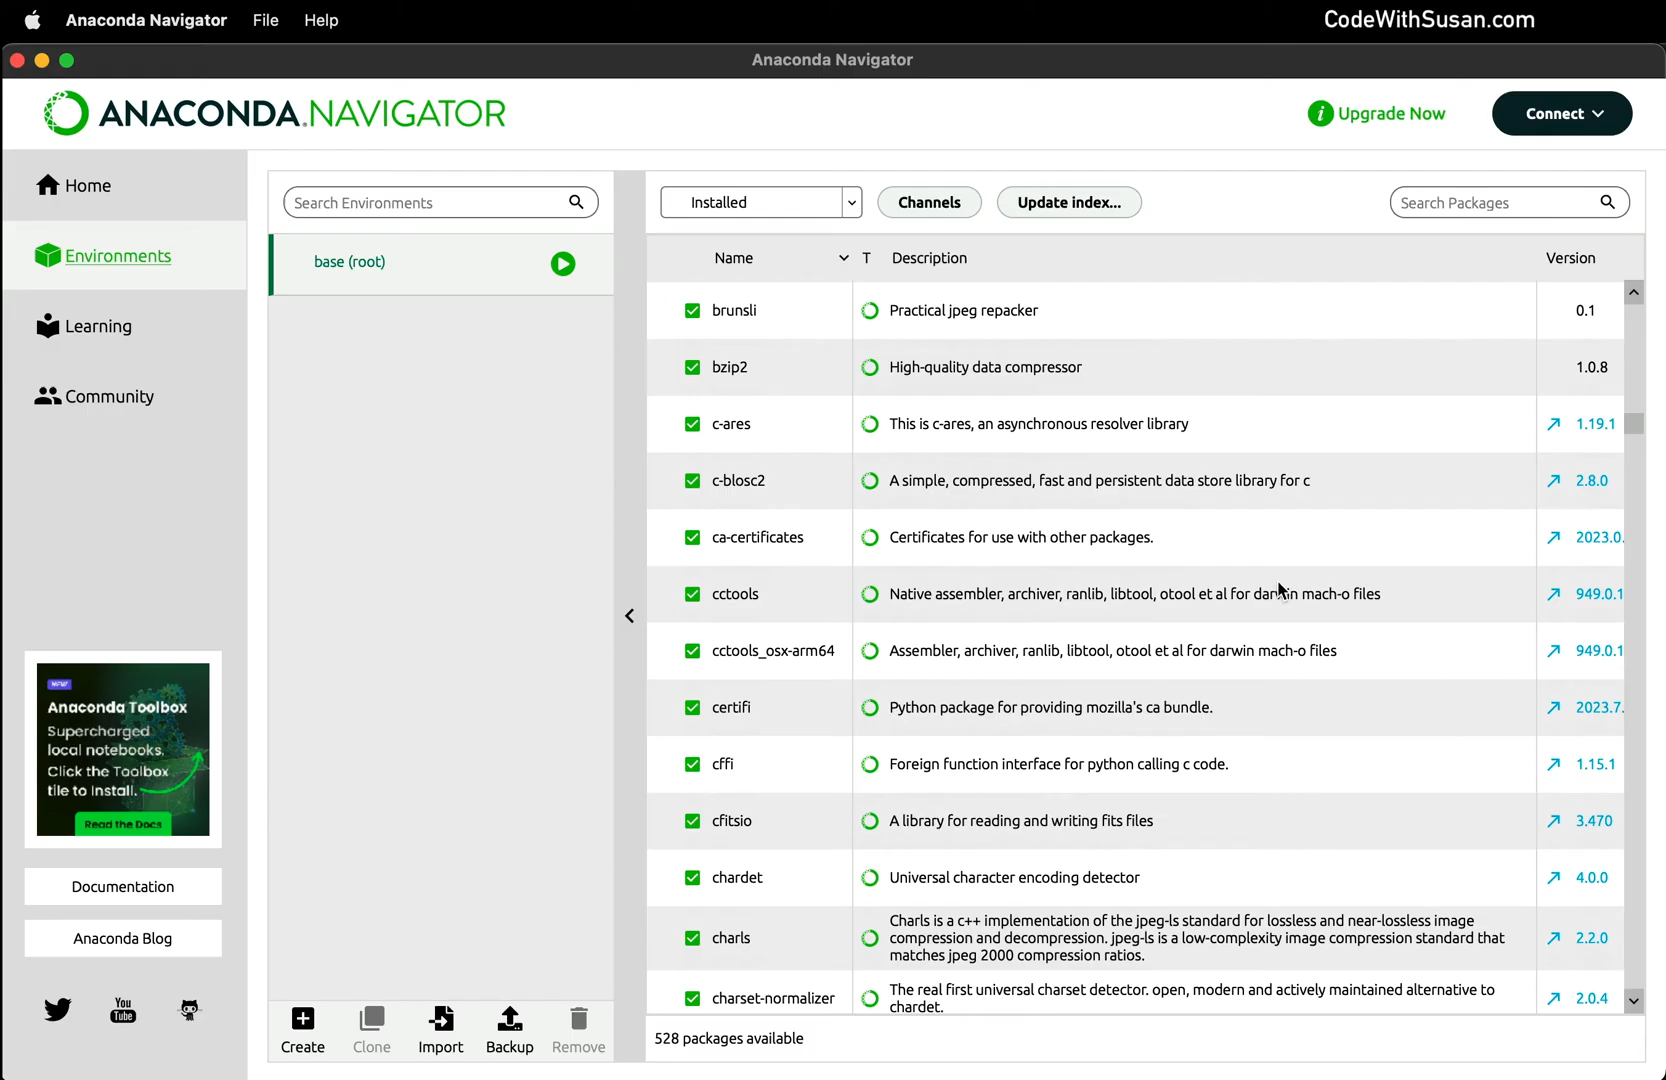 Anaconda Navigator File Help CodeWithSusan.com
Anaconda Navigator
ANACONDA.NAVIGATOR
i Upgrade Now
Connect
Home
Environments
Learning
Community
NEW!
Anaconda Toolbox
Supercharged
local notebooks.
Click the Toolbox
tile to install.
Read the Docs
Documentation
Anaconda Blog
You
Tube
Search Environments
base (root)
Create Clone Import Backup Remove
Installed Channels Update index... Search Packages
Name T Description Version
brunsli Practical jpeg repacker 0.1
bzip2 High-quality data compressor 1.0.8
c-ares This is c-ares, an asynchronous resolver library 1.19.1
c-blosc2 A simple, compressed, fast and persistent data store library for c 2.8.0
ca-certificates Certificates for use with other packages. 2023.0.
cctools Native assembler, archiver, ranlib, libtool, otool et al for darwin mach-o files 949.0.1
cctools_osx-arm64 Assembler, archiver, ranlib, libtool, otool et al for darwin mach-o files 949.0.1
certifi Python package for providing mozilla's ca bundle. 2023.7.
cffi Foreign function interface for python calling c code. 1.15.1
cfitsio A library for reading and writing fits files 3.470
chardet Universal character encoding detector 4.0.0
charls Charls is a c++ implementation of the jpeg-ls standard for lossless and near-lossless image
compression and decompression. jpeg-ls is a low-complexity image compression standard that
matches jpeg 2000 compression ratios. 2.2.0
charset-normalizer The real first universal charset detector. open, modern and actively maintained alternative to
chardet. 2.0.4
528 packages available